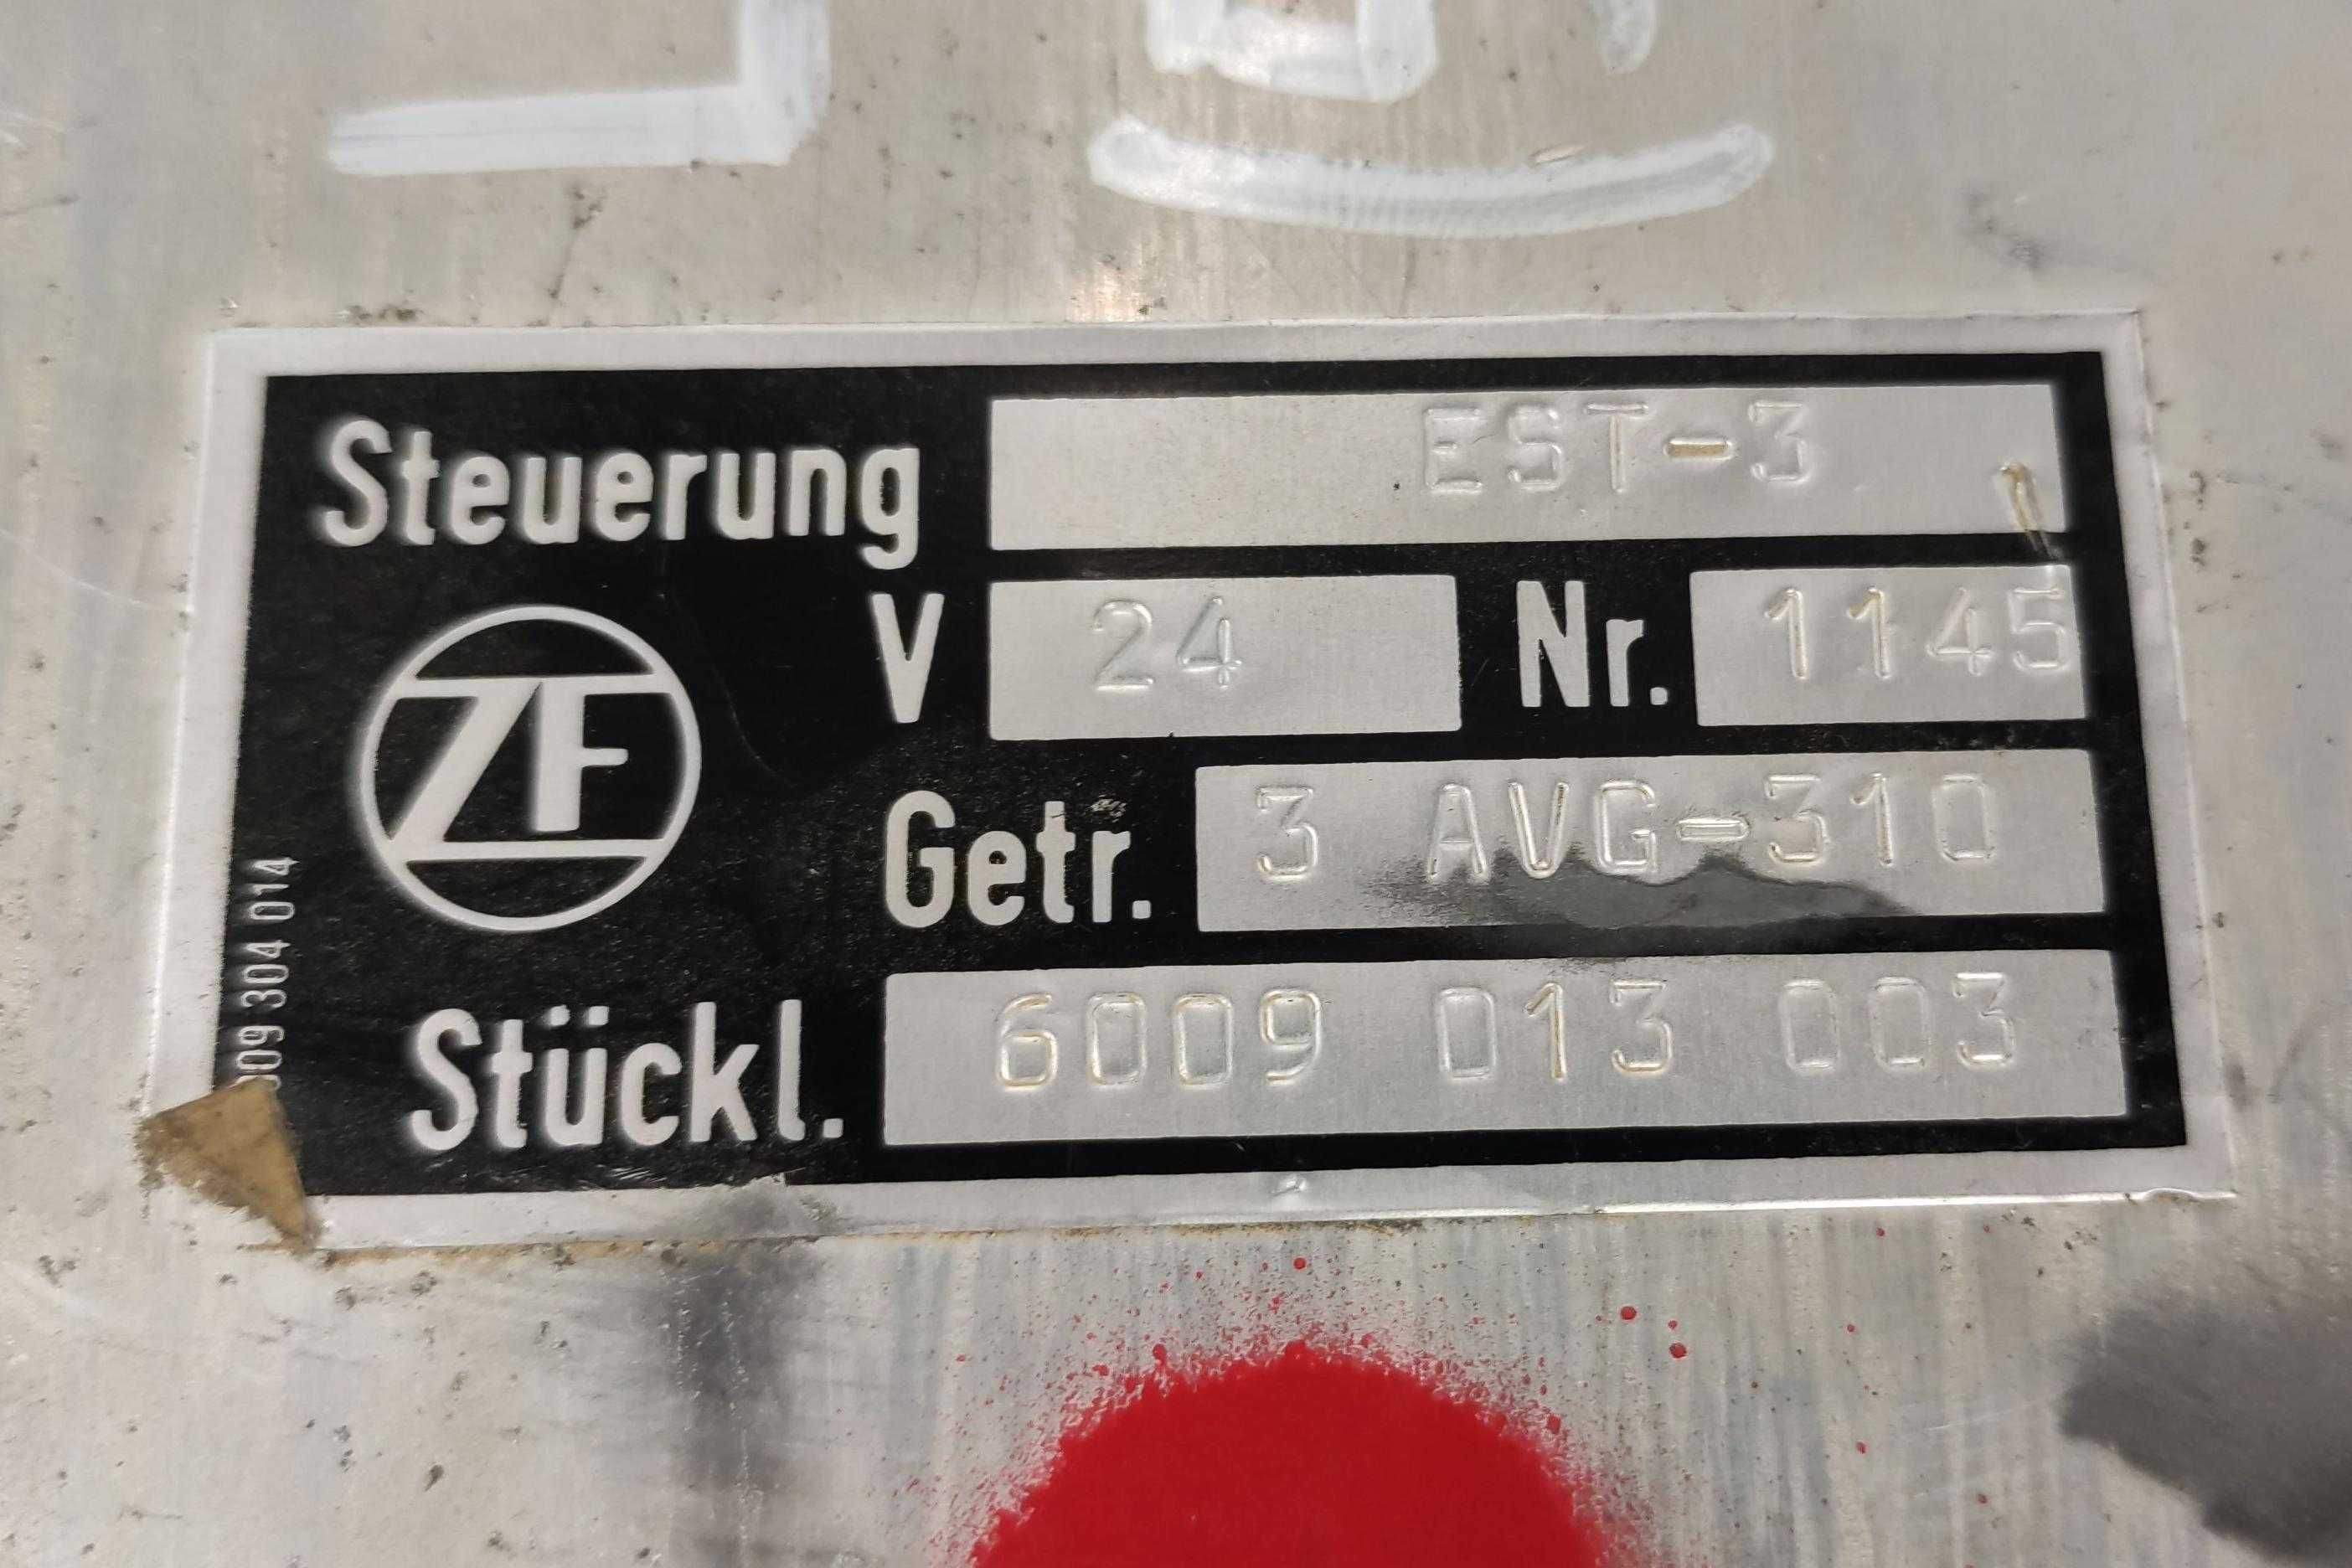 Steuerung EST-3
V 24 Nr. 1145
ZF
Getr. 3 AVG-310
Stückl. 6009 013 003
009 304 014